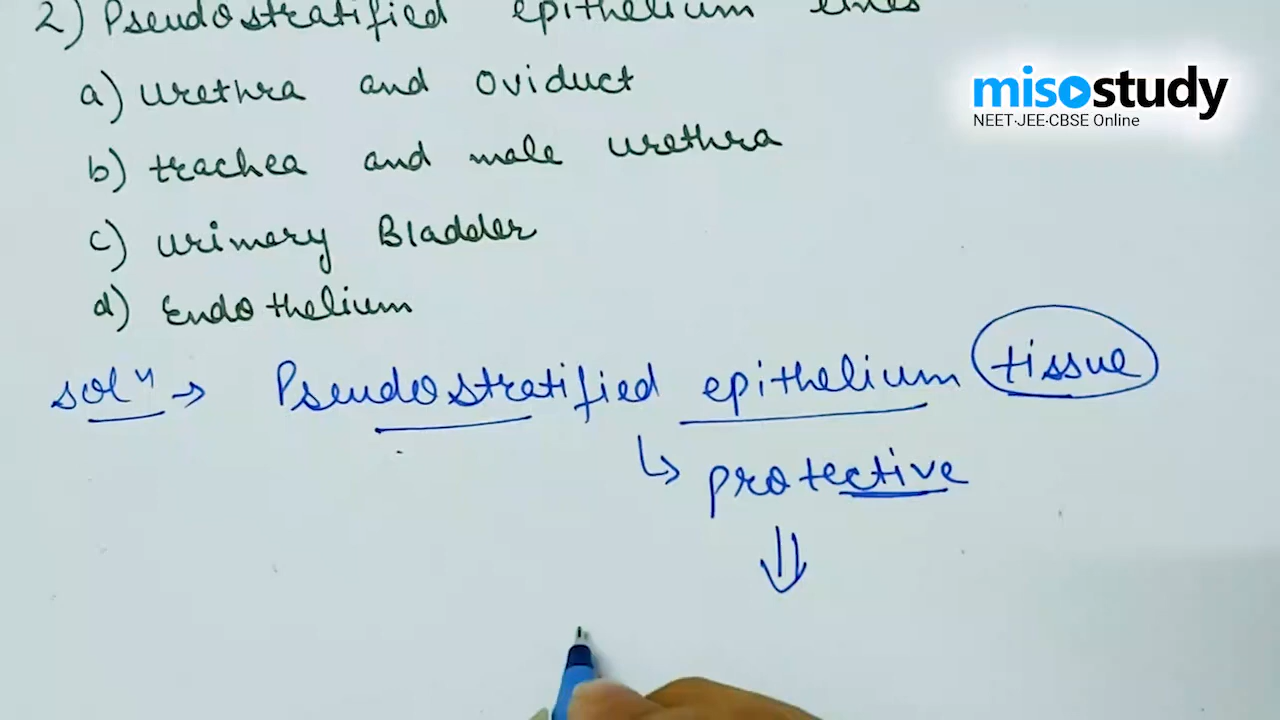 2) Pseudostratified epithelium lines
a) urethra and oviduct
b) trachea and male urethra
c) urimery Bladder
d) Endothelium
soln → Pseudostratified epithelium tissue
↳ protective
⇓
misostudy
NEET·JEE·CBSE Online